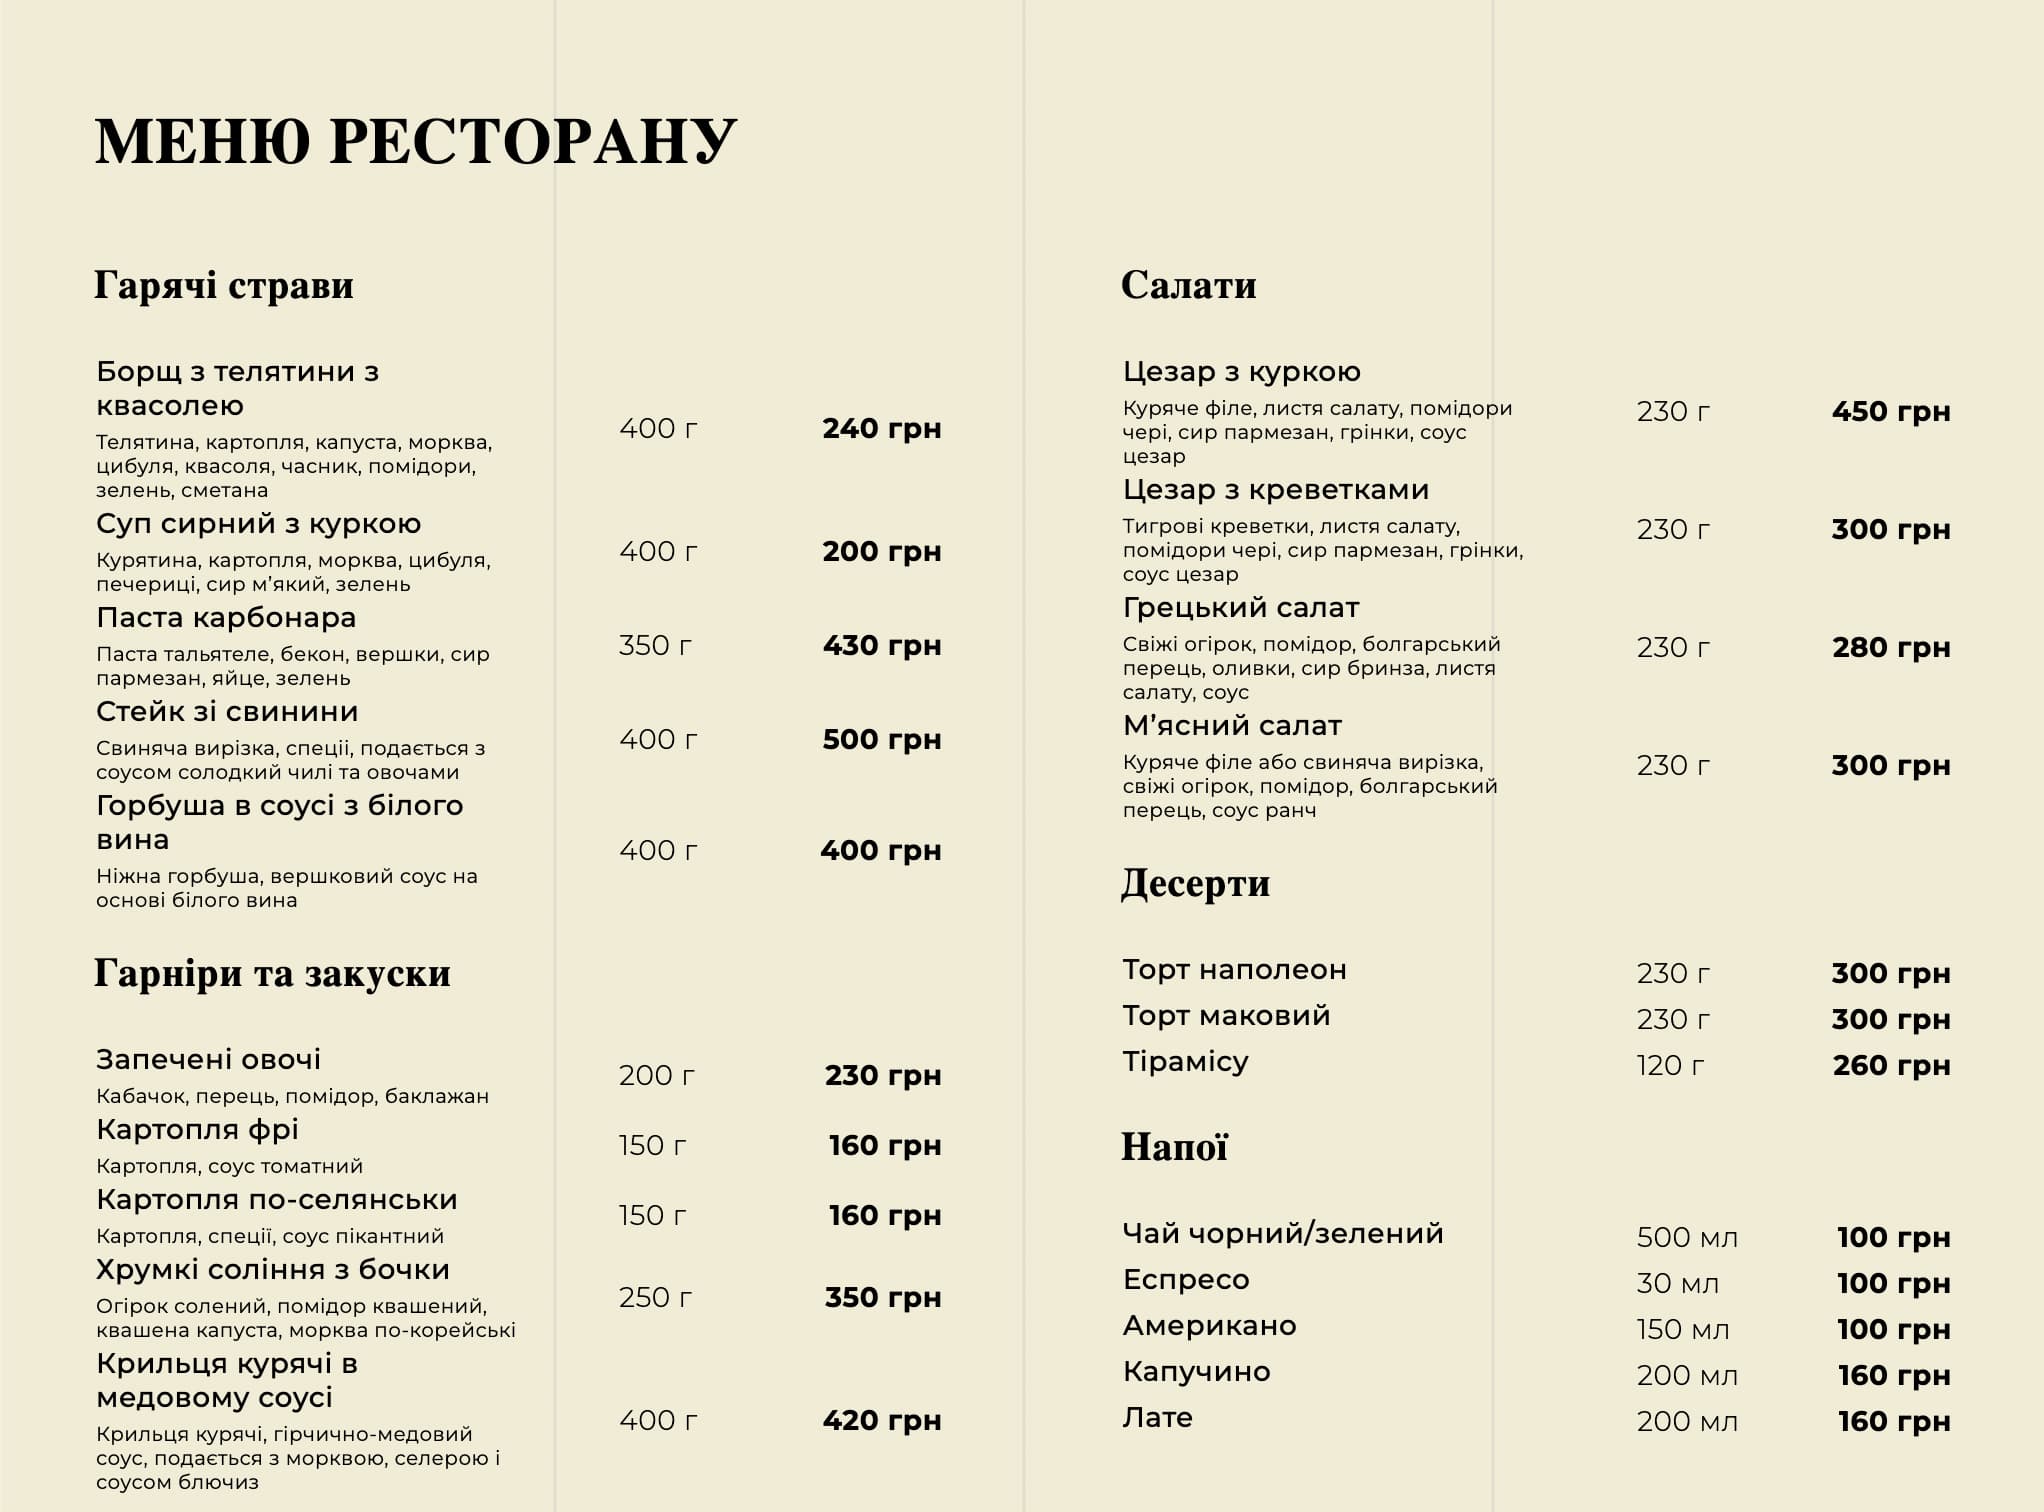 МЕНЮ РЕСТОРАНУ
Гарячі страви
Борщ з телятини з
квасолею
Телятина, картопля, капуста, морква,
цибуля, квасоля, часник, помідори,
зелень, сметана
400 г 240 грн
Суп сирний з куркою
Курятина, картопля, морква, цибуля,
печериці, сир м’який, зелень
400 г 200 грн
Паста карбонара
Паста тальятеле, бекон, вершки, сир
пармезан, яйце, зелень
350 г 430 грн
Стейк зі свинини
Свиняча вирізка, спеціі, подається з
соусом солодкий чилі та овочами
400 г 500 грн
Горбуша в соусі з білого
вина
Ніжна горбуша, вершковий соус на
основі білого вина
400 г 400 грн
Гарніри та закуски
Запечені овочі
Кабачок, перець, помідор, баклажан
200 г 230 грн
Картопля фрі
Картопля, соус томатний
150 г 160 грн
Картопля по-селянськи
Картопля, спеції, соус пікантний
150 г 160 грн
Хрумкі соління з бочки
Огірок солений, помідор квашений,
квашена капуста, морква по-корейські
250 г 350 грн
Крильця курячі в
медовому соусі
Крильця курячі, гірчично-медовий
соус, подається з морквою, селерою і
соусом блючиз
400 г 420 грн
Салати
Цезар з куркою
Куряче філе, листя салату, помідори
чері, сир пармезан, грінки, соус
цезар
230 г 450 грн
Цезар з креветками
Тигрові креветки, листя салату,
помідори чері, сир пармезан, грінки,
соус цезар
230 г 300 грн
Грецький салат
Свіжі огірок, помідор, болгарський
перець, оливки, сир бринза, листя
салату, соус
230 г 280 грн
М’ясний салат
Куряче філе або свиняча вирізка,
свіжі огірок, помідор, болгарський
перець, соус ранч
230 г 300 грн
Десерти
Торт наполеон 230 г 300 грн
Торт маковий 230 г 300 грн
Тірамісу 120 г 260 грн
Напої
Чай чорний/зелений 500 мл 100 грн
Еспресо 30 мл 100 грн
Американо 150 мл 100 грн
Капучино 200 мл 160 грн
Лате 200 мл 160 грн